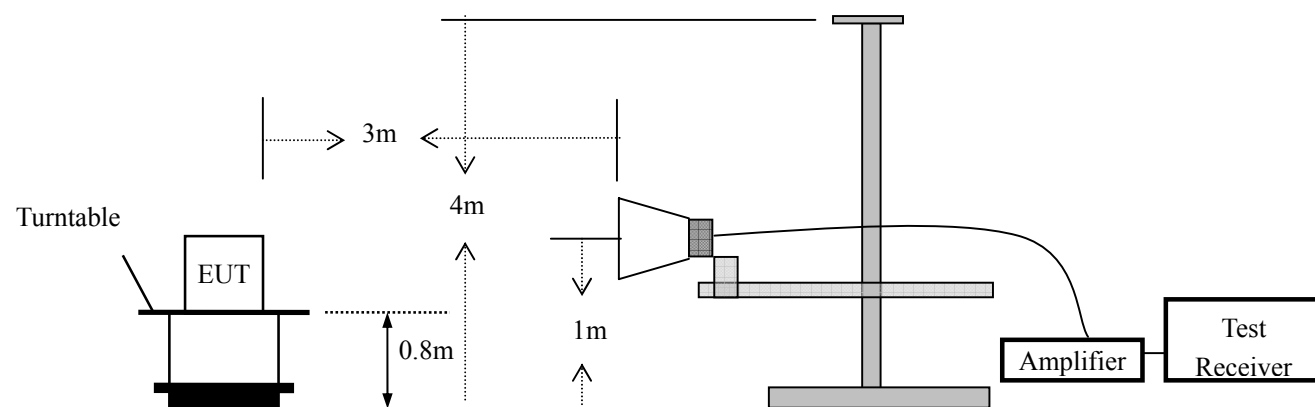 3m
4m
Turntable
EUT
0.8m
1m
Amplifier
Test
Receiver